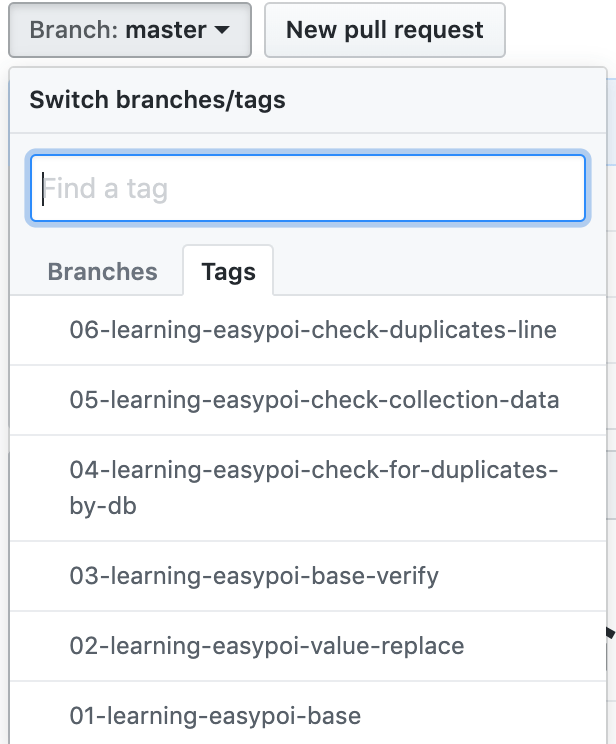 Branch: master
New pull request
Switch branches/tags
Find a tag
Branches
Tags
06-learning-easypoi-check-duplicates-line
05-learning-easypoi-check-collection-data
04-learning-easypoi-check-for-duplicates-
by-db
03-learning-easypoi-base-verify
02-learning-easypoi-value-replace
01-learning-easypoi-base